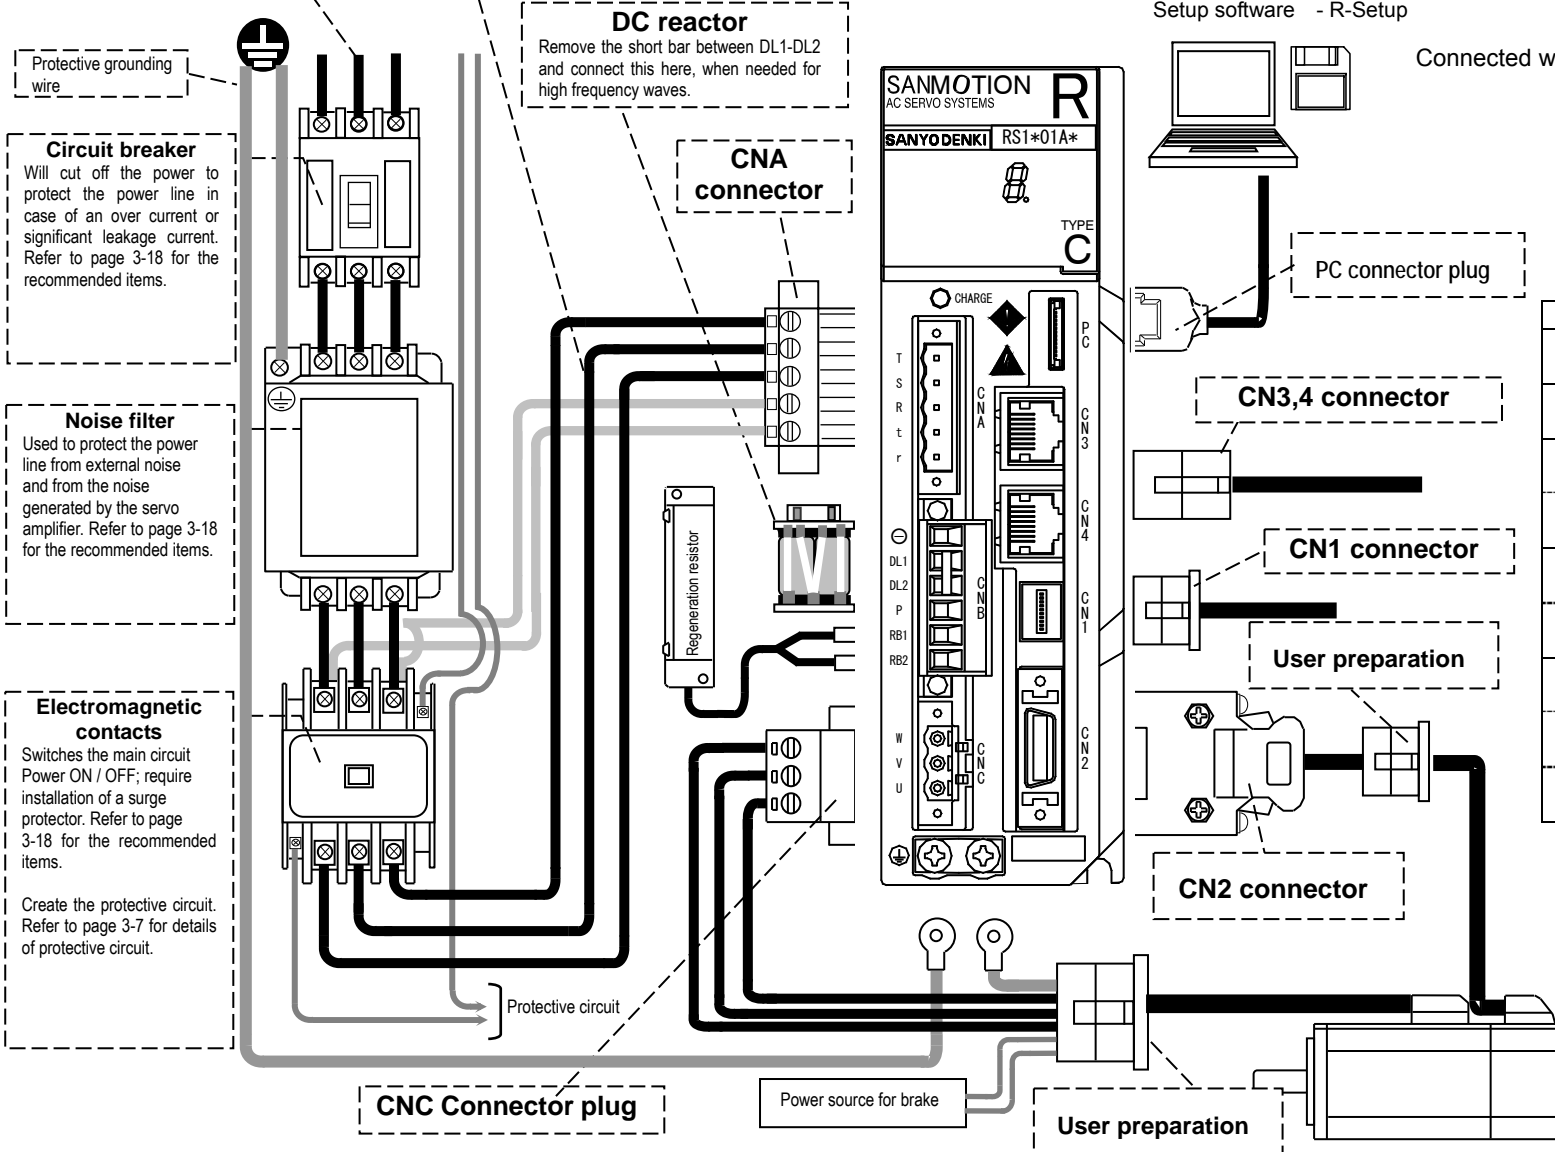 Setup software - R-Setup
Connected w
DC reactor
Remove the short bar between DL1-DL2
and connect this here, when needed for
high frequency waves.
Protective grounding
wire
Circuit breaker
Will cut off the power to
protect the power line in
case of an over current or
significant leakage current.
Refer to page 3-18 for the
recommended items.
Noise filter
Used to protect the power
line from external noise
and from the noise
generated by the servo
amplifier. Refer to page 3-18
for the recommended items.
Electromagnetic
contacts
Switches the main circuit
Power ON / OFF; require
installation of a surge
protector. Refer to page
3-18 for the recommended
items.
Create the protective circuit.
Refer to page 3-7 for details
of protective circuit.
CNA
connector
SANMOTION R
AC SERVO SYSTEMS
SANYO DENKI RS1*01A*
8.
TYPE
C
CHARGE
PC
T
S
R
t
r
CNA
CN3
CN4
⊖
DL1
DL2
P
RB1
RB2
CNB
CN1
W
V
U
CNC
CN2
PC connector plug
CN3,4 connector
CN1 connector
User preparation
CN2 connector
Regeneration resistor
Protective circuit
CNC Connector plug
Power source for brake
User preparation